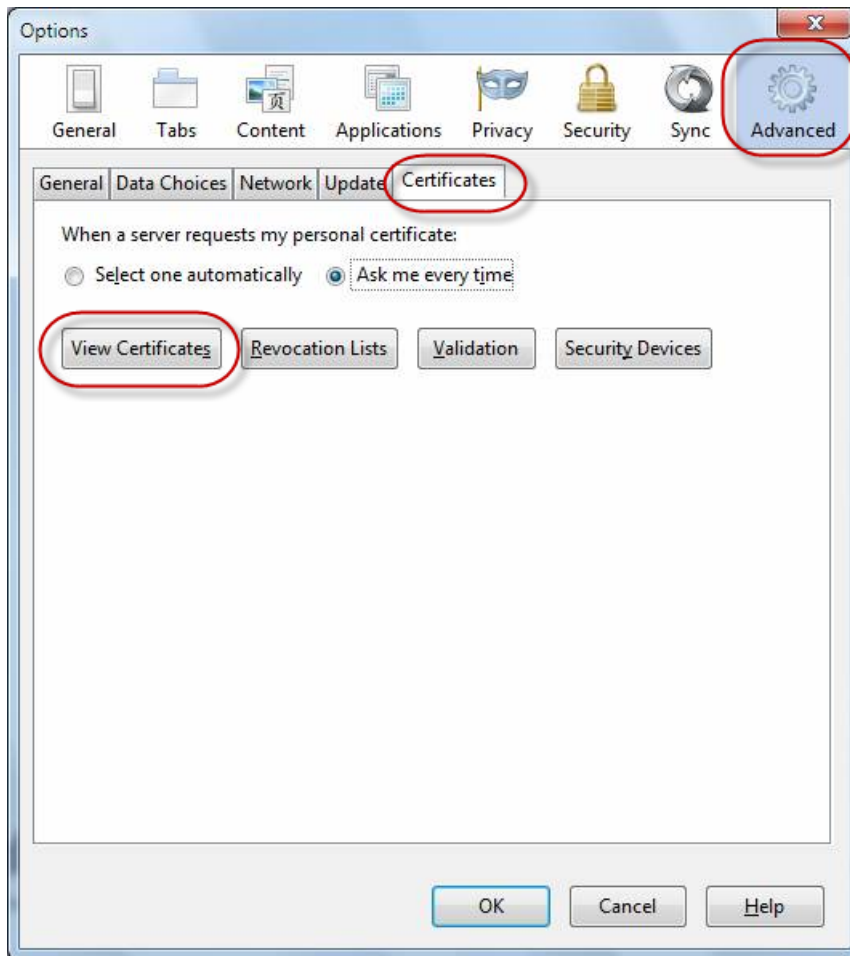 Options
X
页
General Tabs Content Applications Privacy Security Sync Advanced
General Data Choices Network Update Certificates
When a server requests my personal certificate:
Select one automatically Ask me every time
View Certificates Revocation Lists Validation Security Devices
OK Cancel Help